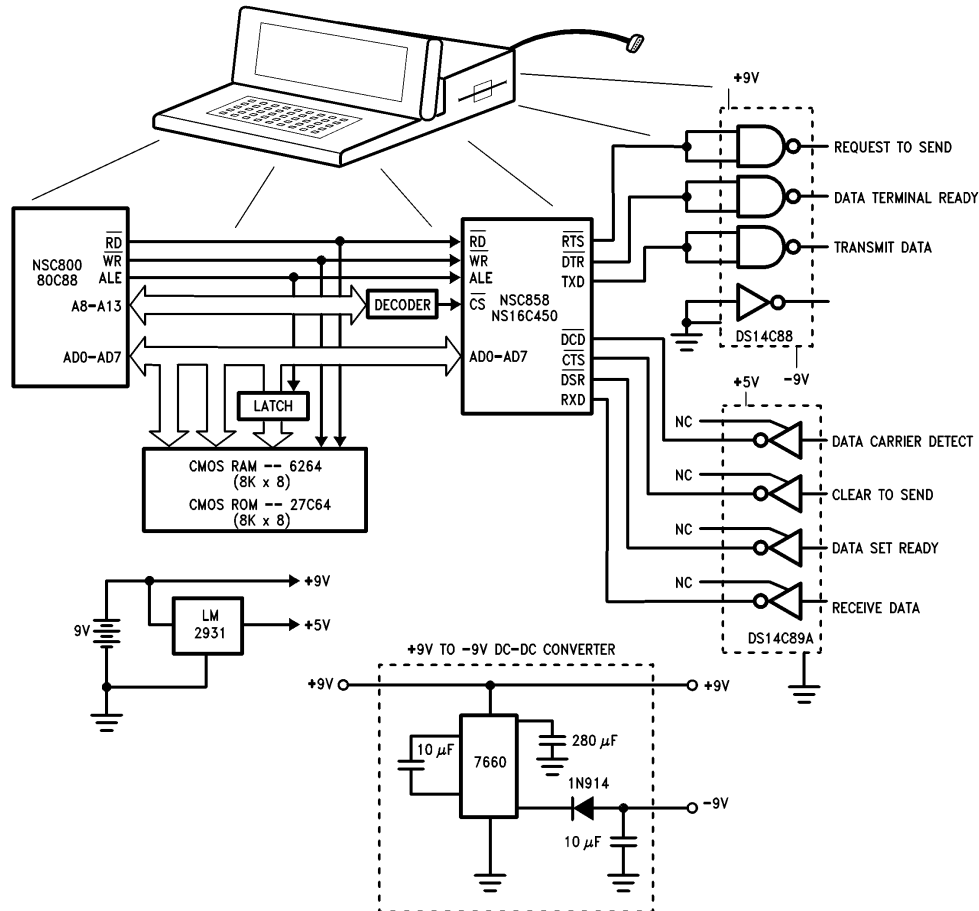 +9V
REQUEST TO SEND
DATA TERMINAL READY
TRANSMIT DATA
DS14C88
-9V
NSC800
80C88
RD
WR
ALE
A8-A13
AD0-AD7
DECODER
LATCH
RD
WR
ALE
CS
AD0-AD7
NSC858
NS16C450
RTS
DTR
TXD
DCD
CTS
DSR
RXD
CMOS RAM -- 6264
(8K x 8)
CMOS ROM -- 27C64
(8K x 8)
+5V
NC
DATA CARRIER DETECT
NC
CLEAR TO SEND
NC
DATA SET READY
NC
RECEIVE DATA
DS14C89A
9V
LM
2931
+9V
+5V
+9V TO -9V DC-DC CONVERTER
+9V
+9V
10 μF
7660
280 μF
1N914
-9V
10 μF